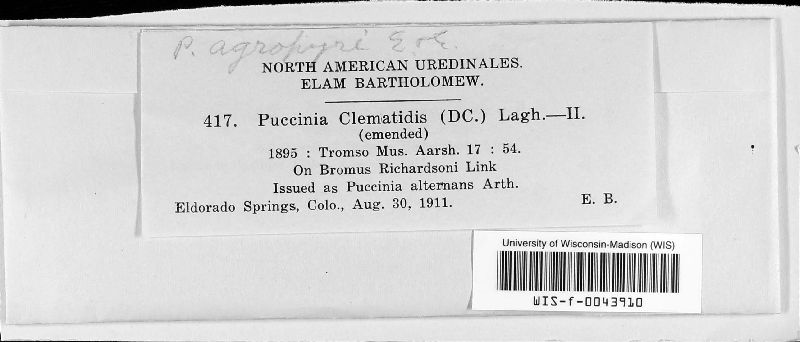 P. agropyri E. & E.
NORTH AMERICAN UREDINALES.
ELAM BARTHOLOMEW.
417. Puccinia Clematidis (DC.) Lagh.—II.
(emended)
1895 : Tromso Mus. Aarsh. 17 : 54.
On Bromus Richardsoni Link
Issued as Puccinia alternans Arth.
Eldorado Springs, Colo., Aug. 30, 1911. E. B.
University of Wisconsin-Madison (WIS)
WIS-f-0043910